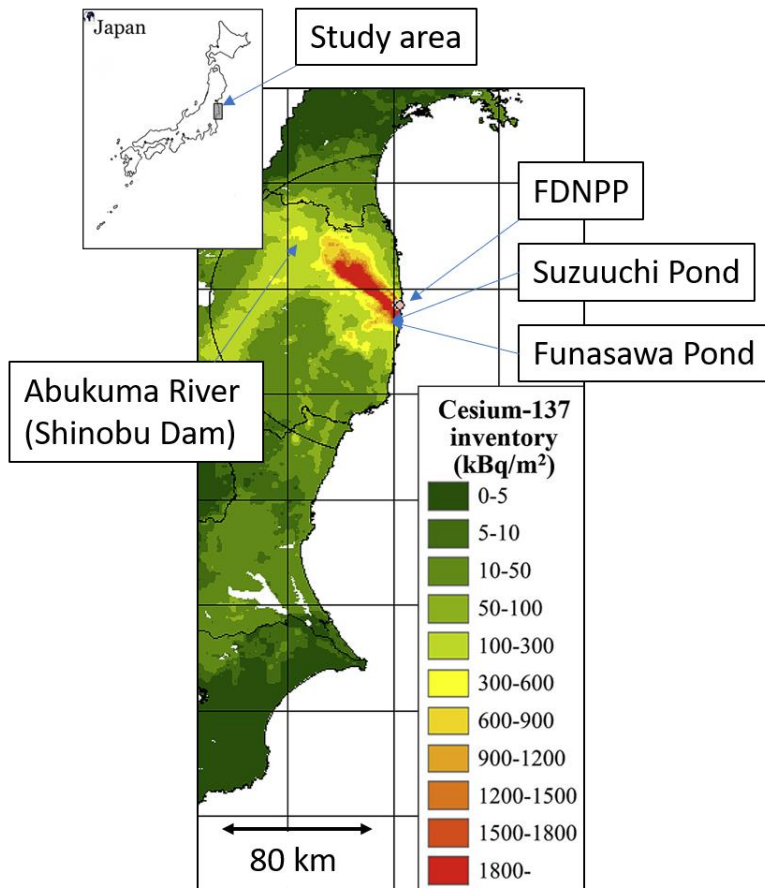 Japan
Study area
FDNPP
Suzuuchi Pond
Funasawa Pond
Abukuma River
(Shinobu Dam)
Cesium-137
inventory
(kBq/m²)
0-5
5-10
10-50
50-100
100-300
300-600
600-900
900-1200
1200-1500
1500-1800
1800-
80 km